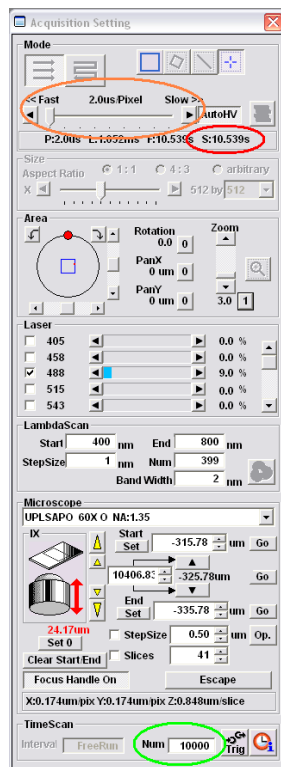 Acquisition Setting
Mode
<< Fast 2.0us/Pixel Slow >>
AutoHV
P:2.0us L:1.652ms F:10.539s S:10.539s
Size
Aspect Ratio 1:1 4:3 arbitrary
X 512 by 512
Area
Rotation
0.0 0
PanX
0 um 0
PanY
0 um 0
Zoom
3.0 1
Laser
405 0.0 %
458 0.0 %
488 9.0 %
515 0.0 %
543 0.0 %
LambdaScan
Start 400 nm End 800 nm
StepSize 1 nm Num 399
Band Width 2 nm
Microscope
UPLSAPO 60X O NA:1.35
IX
Start
Set -315.78 um Go
10406.83 -325.78um Go
End
Set -335.78 um Go
24.17um
Set 0
StepSize 0.50 um Op.
Clear Start/End Slices 41
Focus Handle On Escape
X:0.174um/pix Y:0.174um/pix Z:0.848um/slice
TimeScan
Interval FreeRun Num 10000 Trig